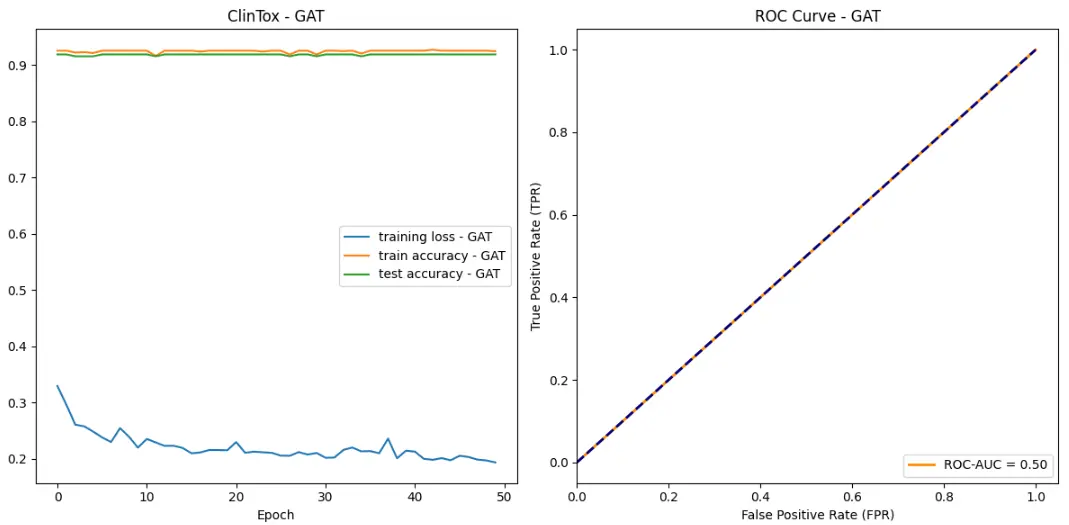 ClinTox - GAT
0.9
0.8
0.7
0.6
0.5
0.4
0.3
0.2
0
10
20
30
40
50
Epoch
training loss - GAT
train accuracy - GAT
test accuracy - GAT
ROC Curve - GAT
1.0
0.8
0.6
0.4
0.2
0.0
True Positive Rate (TPR)
0.0
0.2
0.4
0.6
0.8
1.0
False Positive Rate (FPR)
ROC-AUC = 0.50